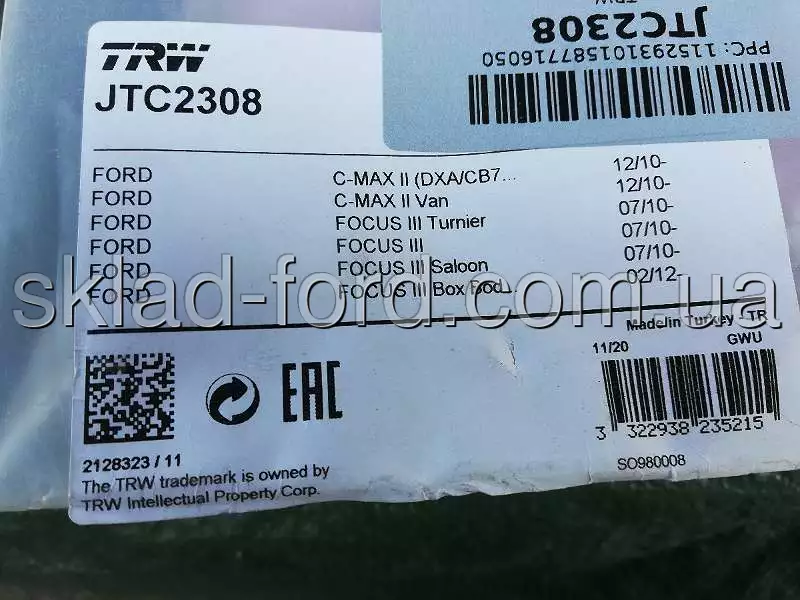 TRW
JTC2308
PPC: 1152931015877716050
TRW
JTC2308
FORD C-MAX II (DXA/CB7... 12/10-
FORD C-MAX II Van 12/10-
FORD FOCUS III Turnier 07/10-
FORD FOCUS III 07/10-
FORD FOCUS III Saloon 07/10-
FORD FOCUS III Box Bod... 02/12-
sklad-ford.com.ua
Made in Turkey / TR
11/20 GWU
EAC
3 322938 235215
SO980008
2128323 / 11
The TRW trademark is owned by
TRW Intellectual Property Corp.